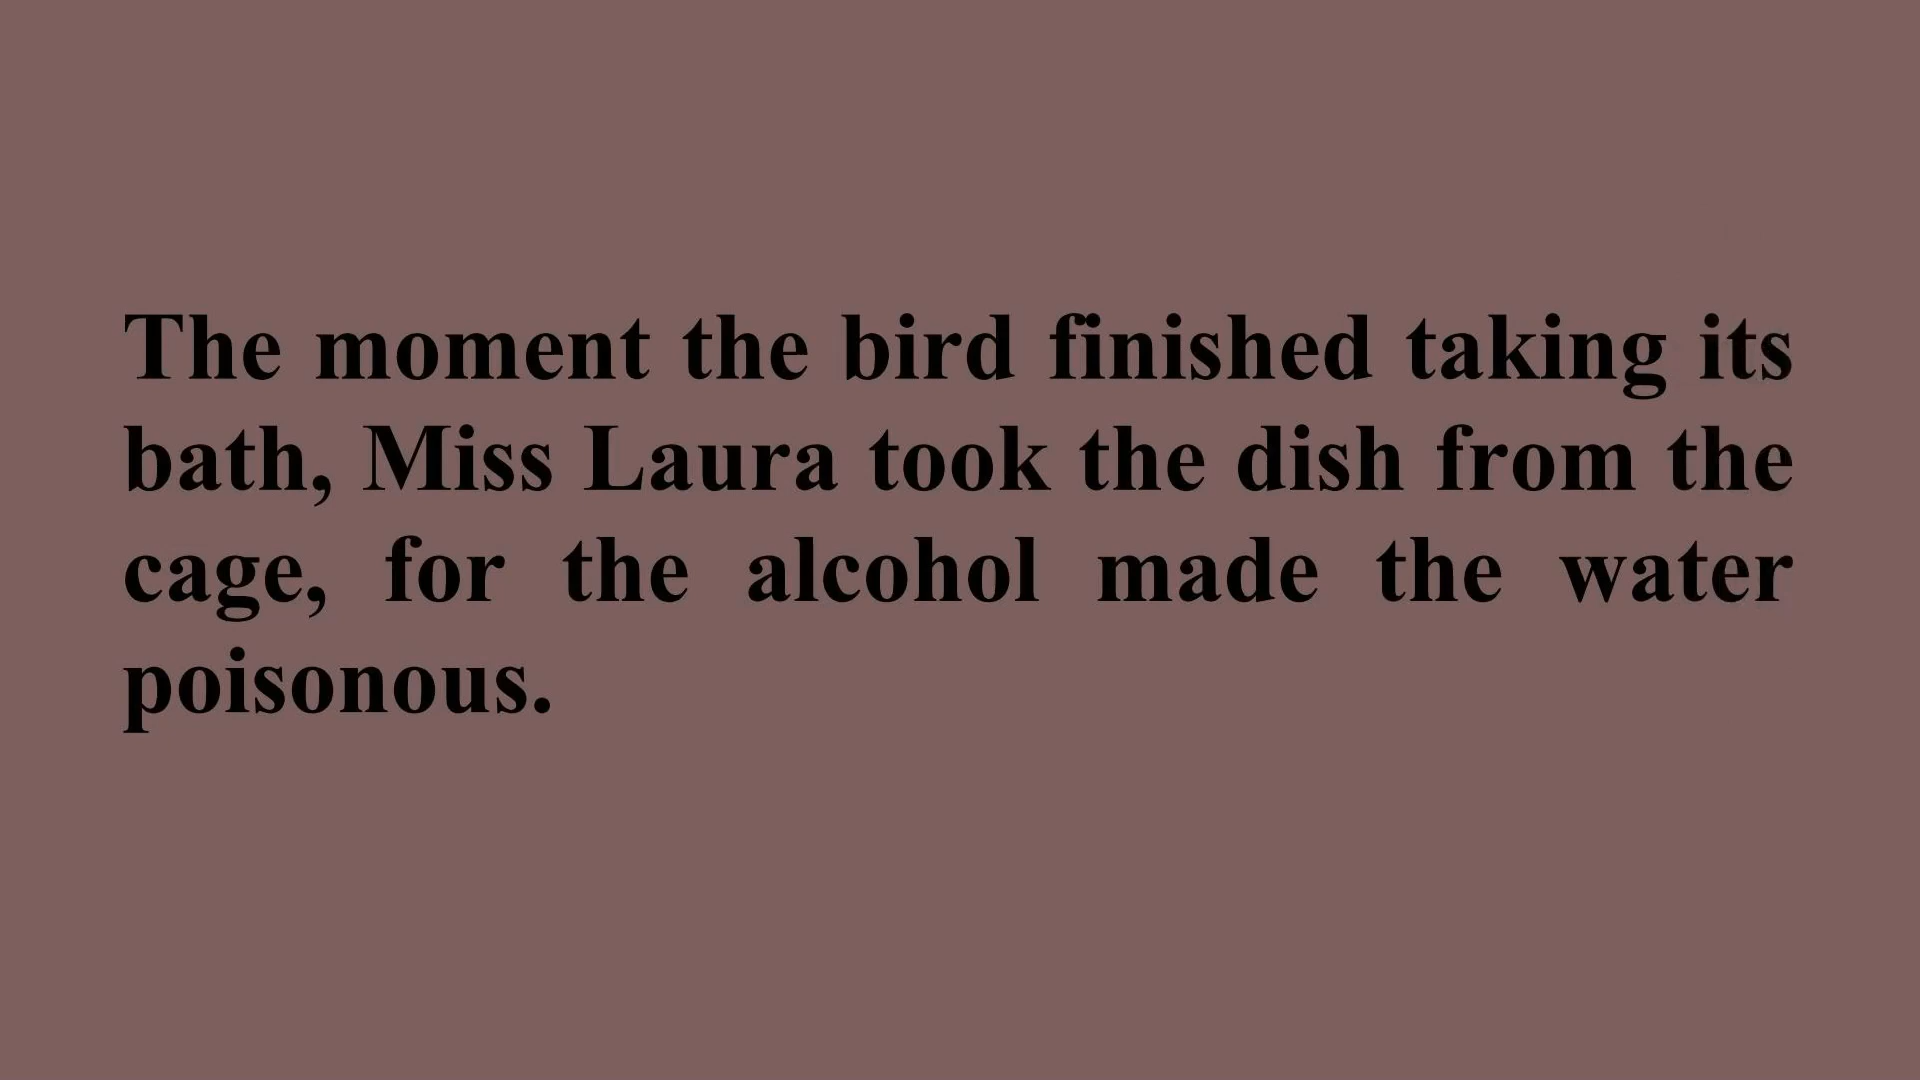 The moment the bird finished taking its
bath, Miss Laura took the dish from the
cage, for the alcohol made the water
poisonous.